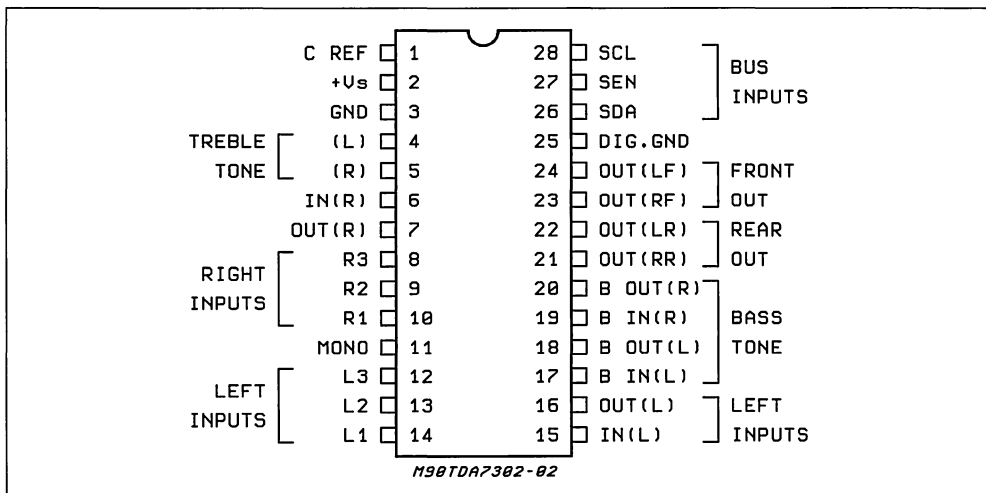 C REF 1 28 SCL
+Vs 2 27 SEN BUS INPUTS
GND 3 26 SDA
TREBLE TONE (L) 4 25 DIG.GND
(R) 5 24 OUT(LF) FRONT OUT
IN(R) 6 23 OUT(RF)
OUT(R) 7 22 OUT(LR) REAR OUT
RIGHT INPUTS R3 8 21 OUT(RR)
R2 9 20 B OUT(R)
R1 10 19 B IN(R) BASS TONE
MONO 11 18 B OUT(L)
LEFT INPUTS L3 12 17 B IN(L)
L2 13 16 OUT(L) LEFT INPUTS
L1 14 15 IN(L)
M90TDA7302-02